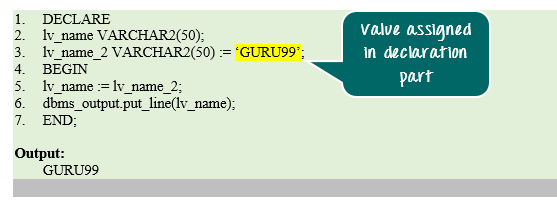 1. DECLARE
2. lv_name VARCHAR2(50);
3. lv_name_2 VARCHAR2(50) := ‘GURU99’;
4. BEGIN
5. lv_name := lv_name_2;
6. dbms_output.put_line(lv_name);
7. END;
Output:
GURU99
Value assigned
in declaration
part